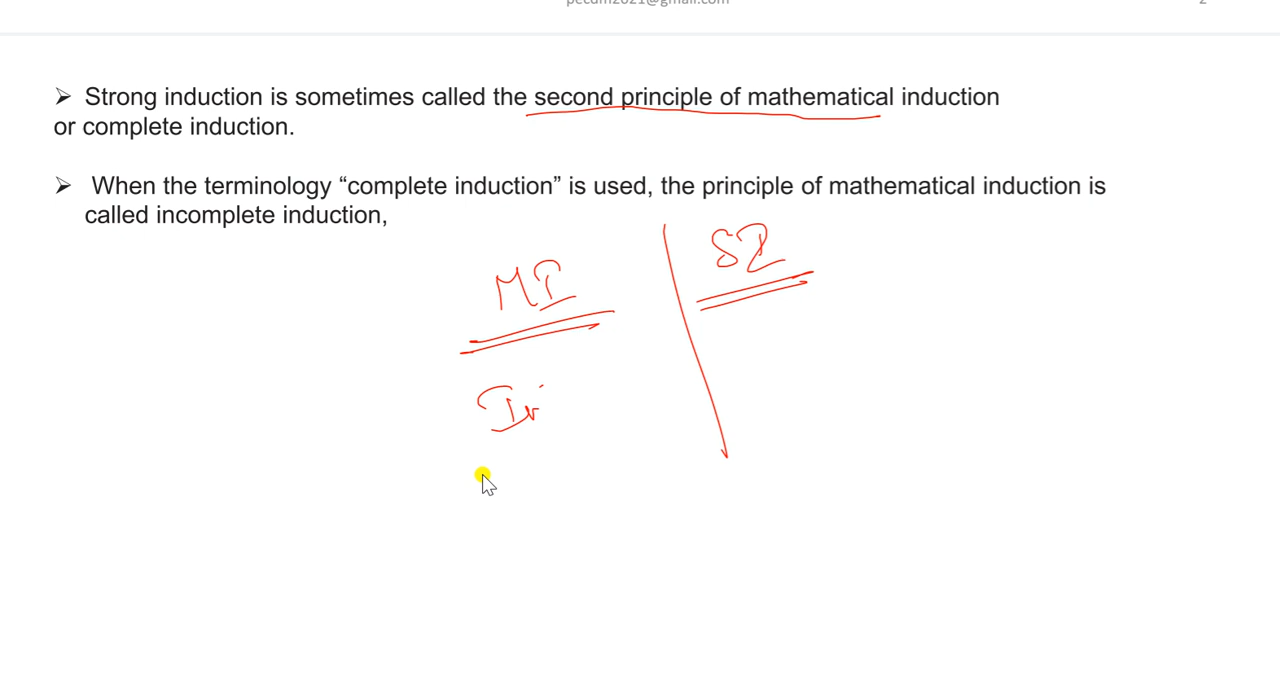 ➤ Strong induction is sometimes called the second principle of mathematical induction
or complete induction.
➤ When the terminology “complete induction” is used, the principle of mathematical induction is
called incomplete induction,
MI
SI